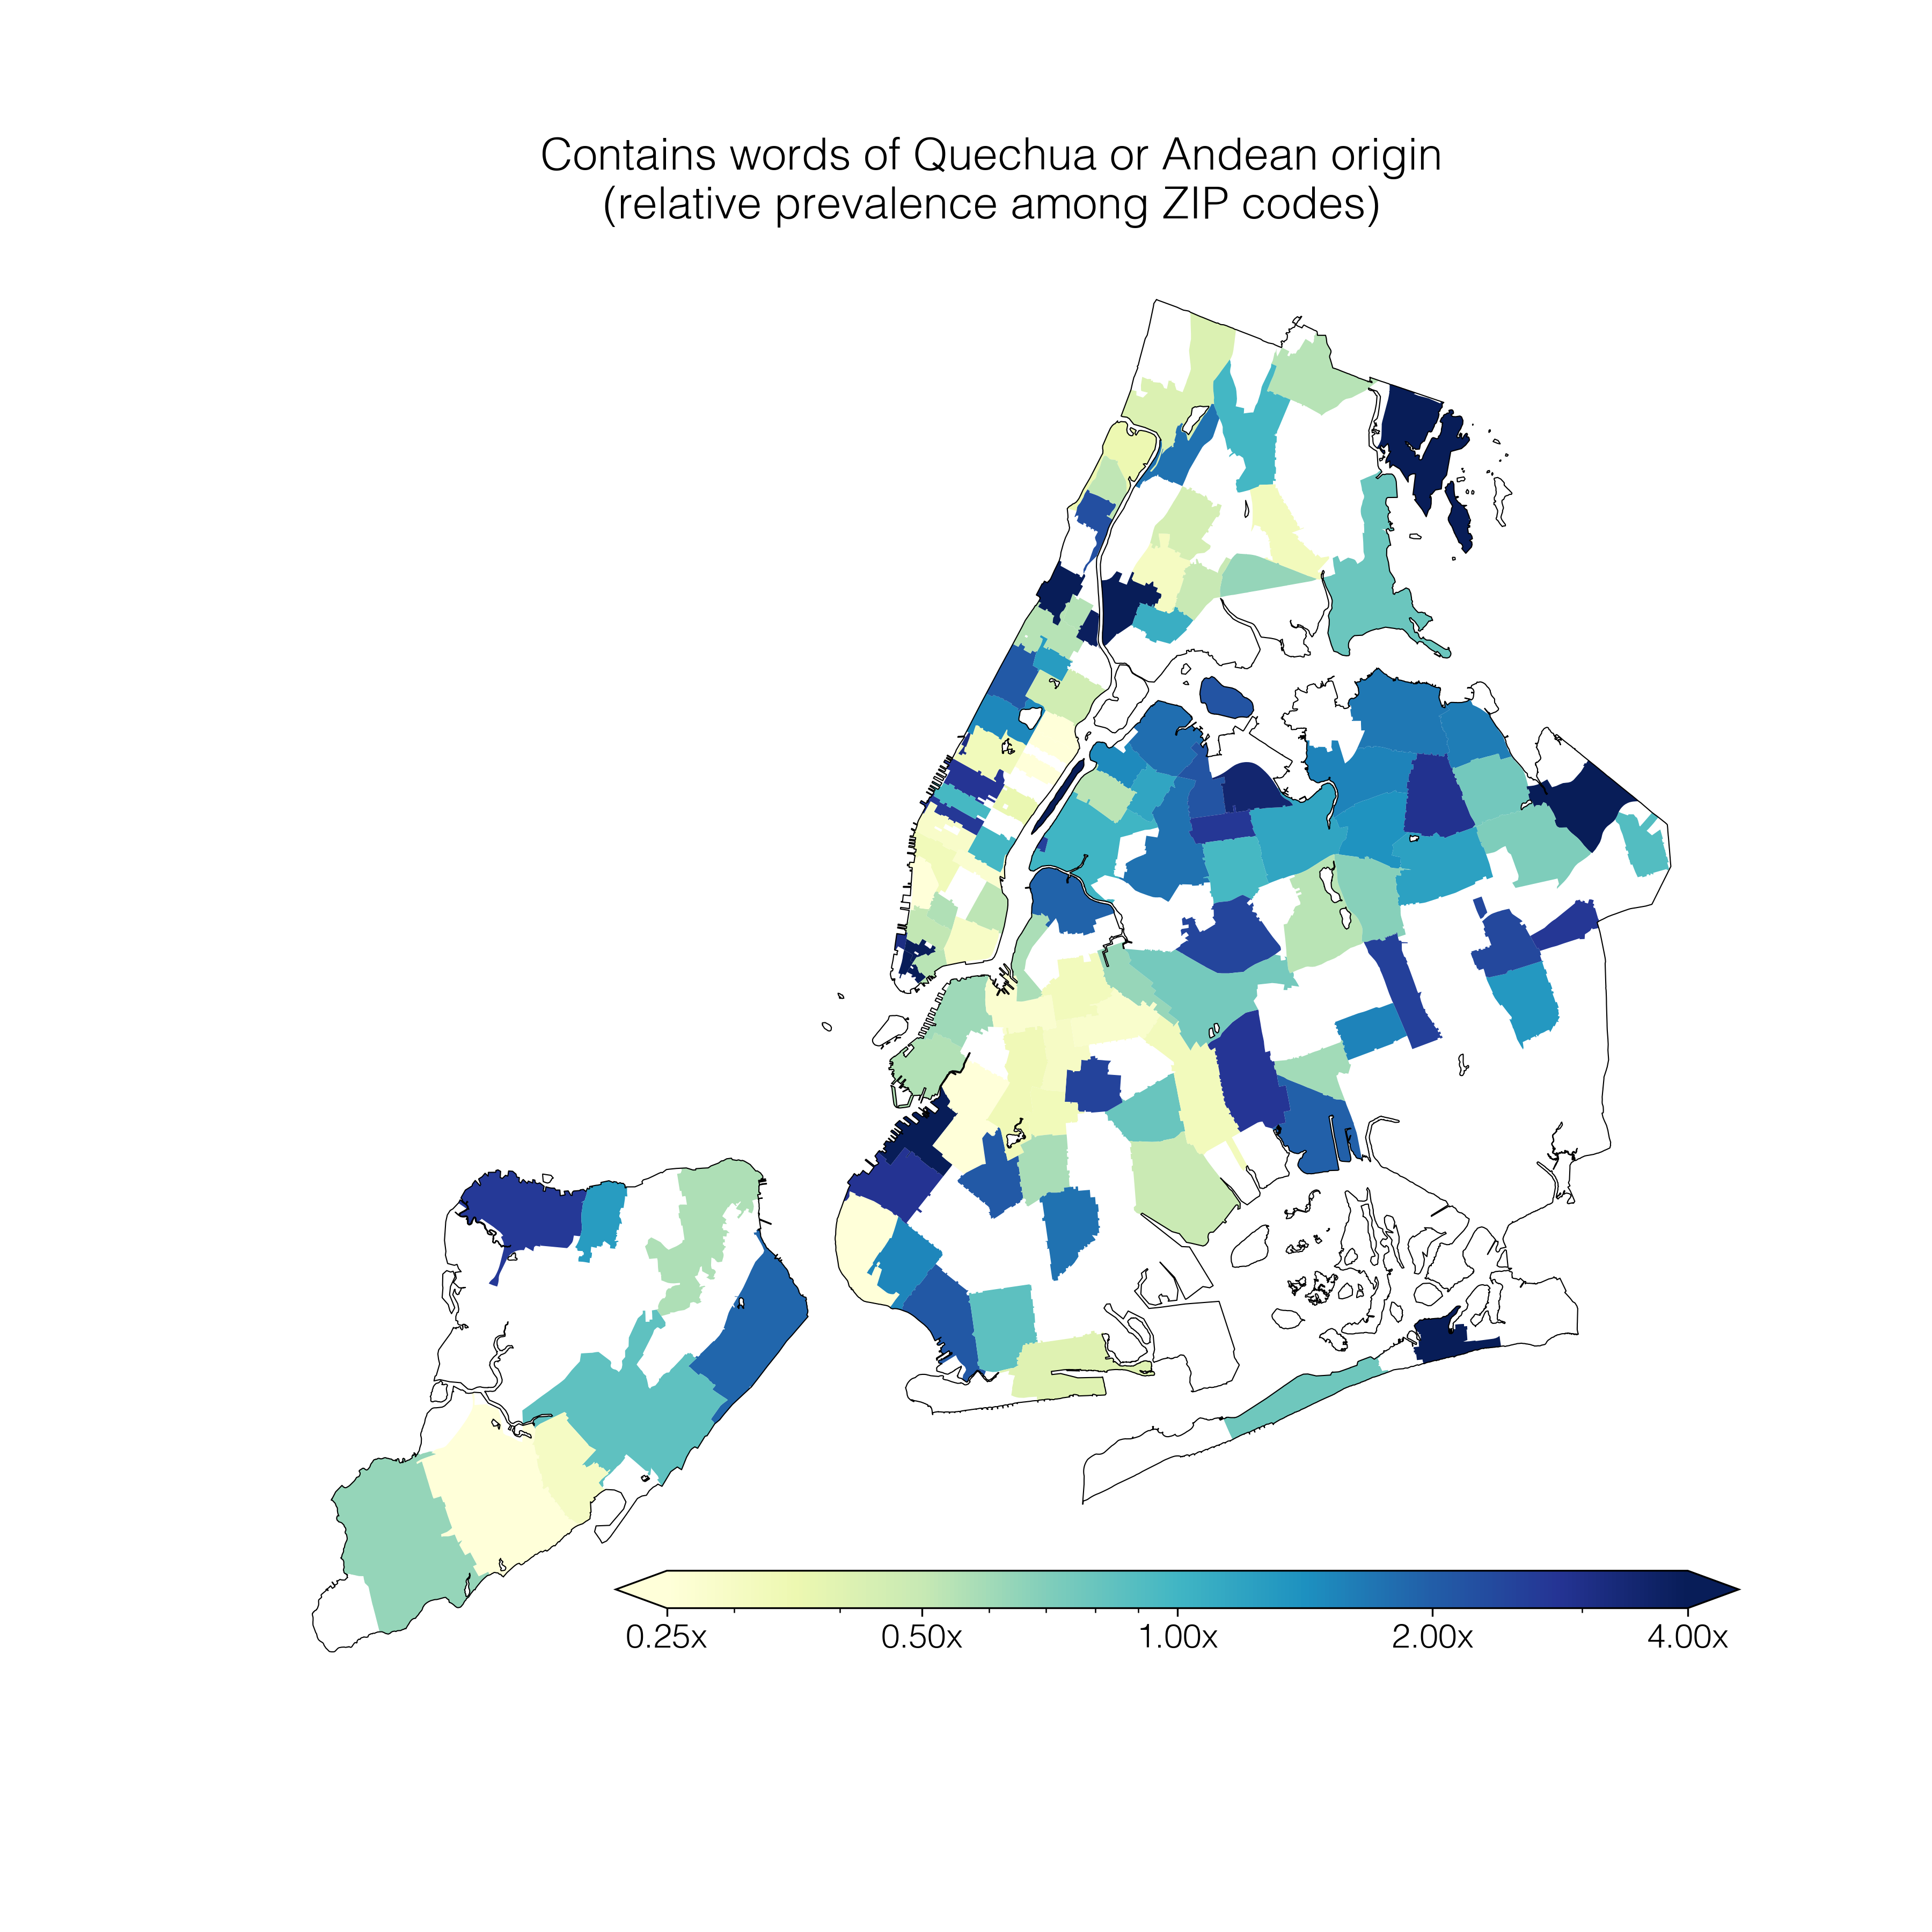 Contains words of Quechua or Andean origin
(relative prevalence among ZIP codes)
0.25x 0.50x 1.00x 2.00x 4.00x